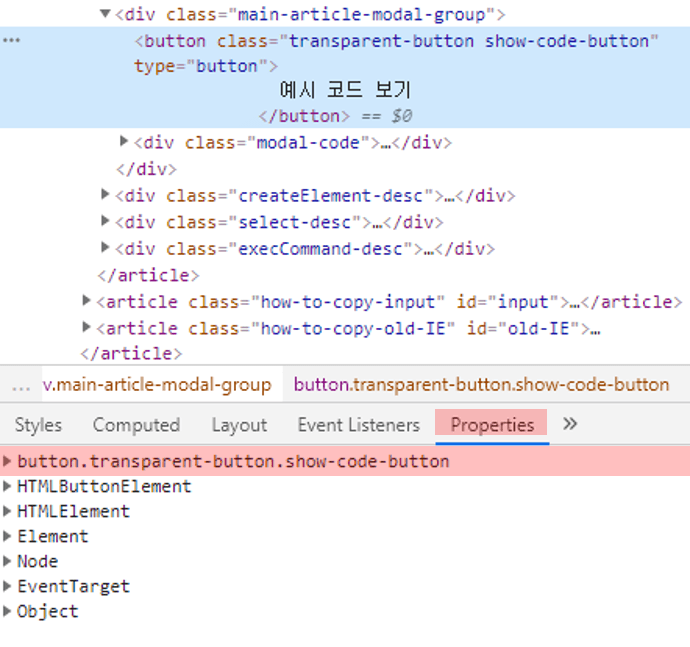 ▼<div class="main-article-modal-group">
… <button class="transparent-button show-code-button"
type="button">
예시 코드 보기
</button> == $0
▶<div class="modal-code">…</div>
</div>
▶<div class="createElement-desc">…</div>
▶<div class="select-desc">…</div>
▶<div class="execCommand-desc">…</div>
</article>
▶<article class="how-to-copy-input" id="input">…</article>
▶<article class="how-to-copy-old-IE" id="old-IE">…
</article>
… v.main-article-modal-group button.transparent-button.show-code-button
Styles Computed Layout Event Listeners Properties »
▶button.transparent-button.show-code-button
▶HTMLButtonElement
▶HTMLElement
▶Element
▶Node
▶EventTarget
▶Object